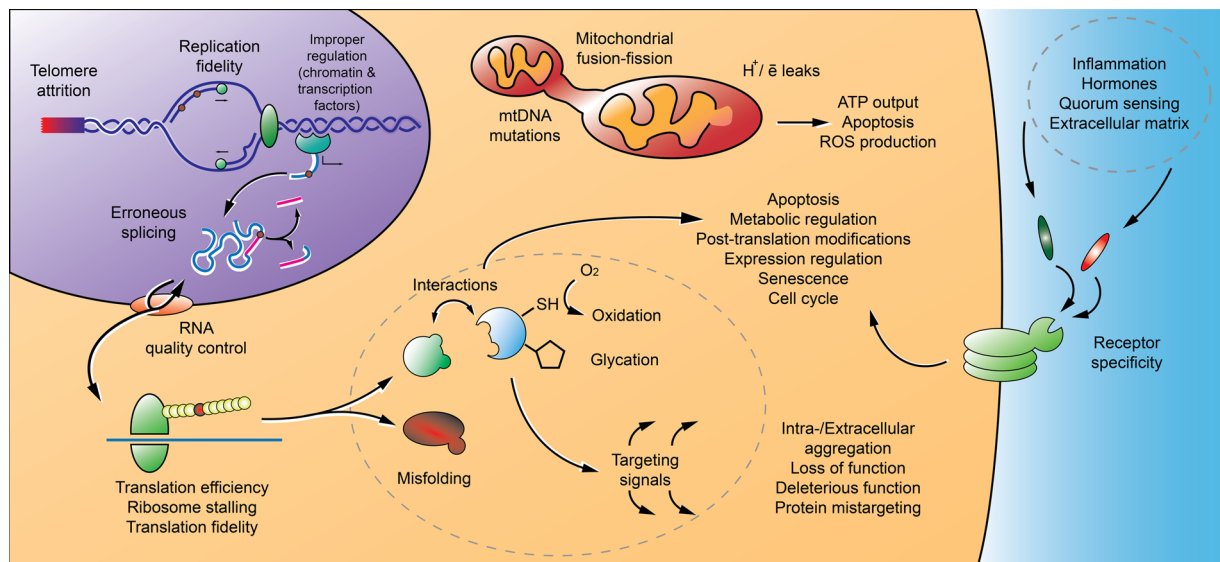 Telomere
attrition
Replication
fidelity
Improper
regulation
(chromatin &
transcription
factors)
Erroneous
splicing
RNA
quality control
Translation efficiency
Ribosome stalling
Translation fidelity
Mitochondrial
fusion-fission
mtDNA
mutations
H⁺/ ē leaks
ATP output
Apoptosis
ROS production
Apoptosis
Metabolic regulation
Post-translation modifications
Expression regulation
Senescence
Cell cycle
Interactions
O₂
SH
Oxidation
Glycation
Misfolding
Targeting
signals
Intra-/Extracellular
aggregation
Loss of function
Deleterious function
Protein mistargeting
Inflammation
Hormones
Quorum sensing
Extracellular matrix
Receptor
specificity